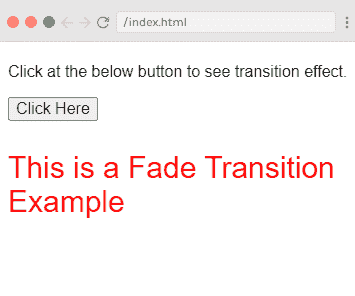 /index.html
Click at the below button to see transition effect.
Click Here
This is a Fade Transition
Example